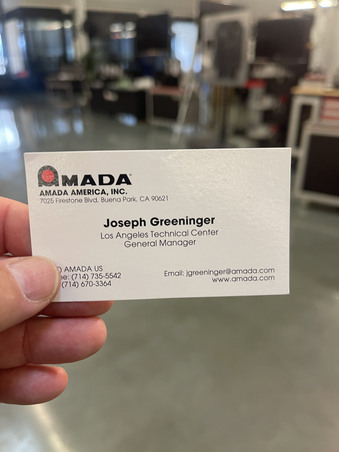 AMADA
AMADA AMERICA, INC.
7025 Firestone Blvd, Buena Park, CA 90621
Joseph Greeninger
Los Angeles Technical Center
General Manager
AMADA US
(714) 735-5542
(714) 670-3364
Email: jgreeninger@amada.com
www.amada.com